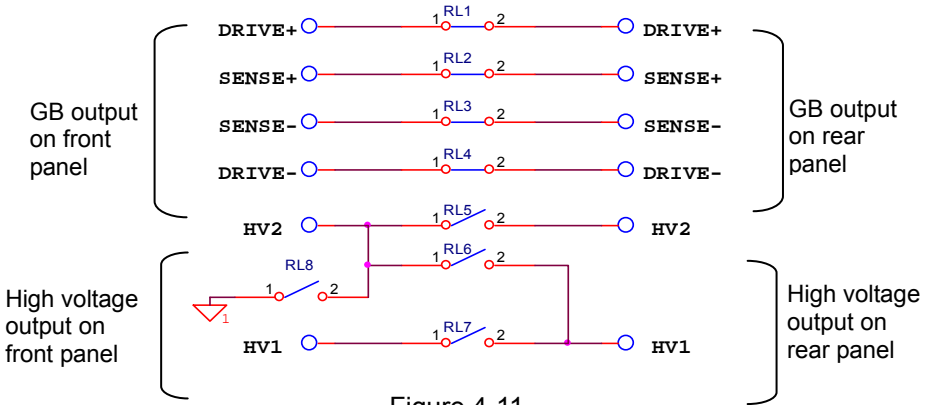 RL1
DRIVE+ 1 2 DRIVE+
RL2
SENSE+ 1 2 SENSE+
GB output
on front
panel
GB output
on rear
panel
RL3
SENSE- 1 2 SENSE-
RL4
DRIVE- 1 2 DRIVE-
RL5
HV2 1 2 HV2
RL6
1 2
RL8
1 2
1
High voltage
output on
front panel
High voltage
output on
rear panel
RL7
HV1 1 2 HV1
Figure 4-11